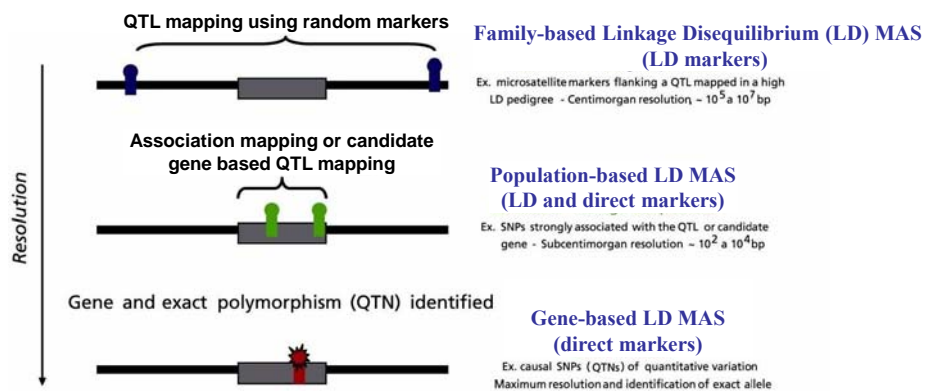 QTL mapping using random markers
Family-based Linkage Disequilibrium (LD) MAS
(LD markers)
Ex. microsatellite markers flanking a QTL mapped in a high
LD pedigree - Centimorgan resolution, ~ 10⁵ a 10⁷ bp
Association mapping or candidate
gene based QTL mapping
Population-based LD MAS
(LD and direct markers)
Ex. SNPs strongly associated with the QTL or candidate
gene - Subcentimorgan resolution ~ 10² a 10⁴ bp
Resolution
Gene and exact polymorphism (QTN) identified
Gene-based LD MAS
(direct markers)
Ex. causal SNPs (QTNs) of quantitative variation
Maximum resolution and identification of exact allele